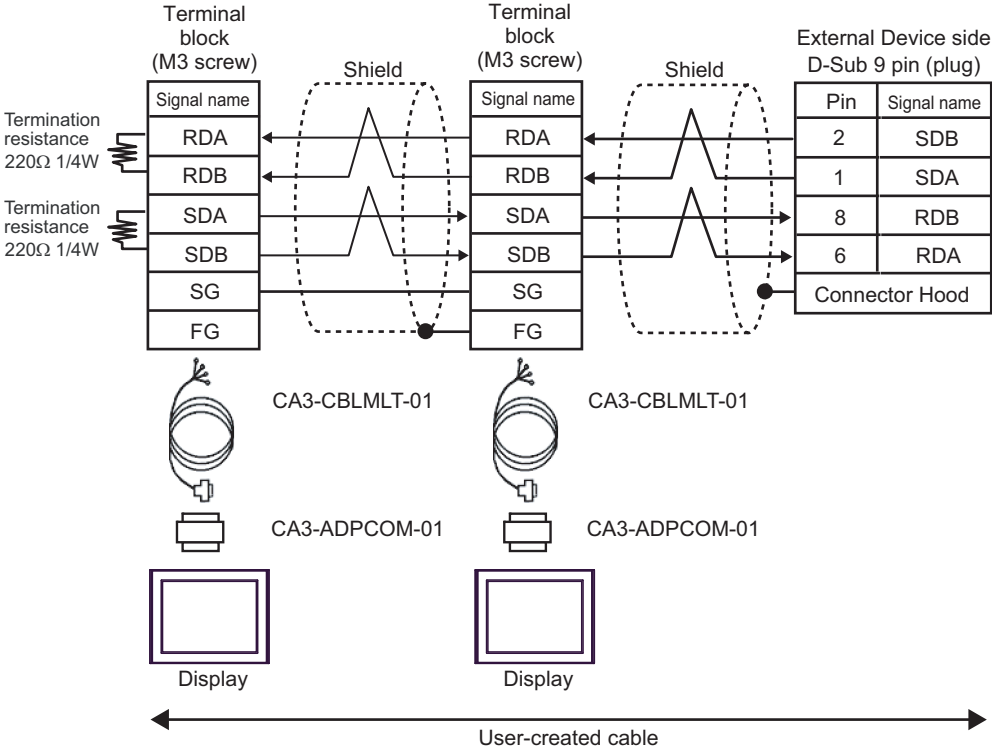 Terminal
block
(M3 screw)
Terminal
block
(M3 screw)
External Device side
D-Sub 9 pin (plug)
Shield
Shield
Signal name
Signal name
Pin
Signal name
Termination
resistance
220Ω 1/4W
RDA
RDA
2
SDB
RDB
RDB
1
SDA
Termination
resistance
220Ω 1/4W
SDA
SDA
8
RDB
SDB
SDB
6
RDA
SG
SG
Connector Hood
FG
FG
CA3-CBLMLT-01
CA3-CBLMLT-01
CA3-ADPCOM-01
CA3-ADPCOM-01
Display
Display
User-created cable